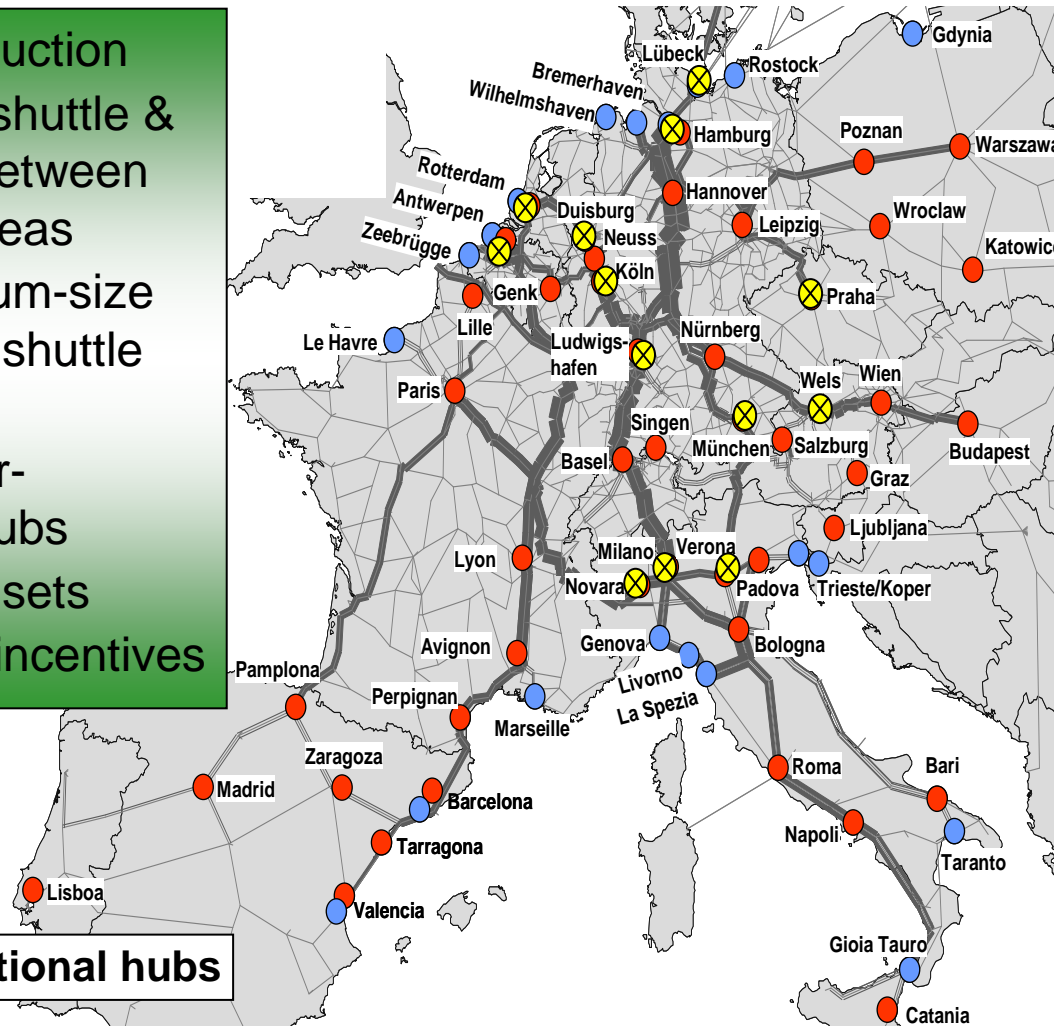 uction
shuttle &
etween
eas
um-size
shuttle
r-
ubs
sets
incentives
tional hubs
Gdynia
Lübeck
Rostock
Bremerhaven
Wilhelmshaven
Hamburg
Poznan
Warszawa
Rotterdam
Hannover
Antwerpen
Duisburg
Wroclaw
Leipzig
Zeebrügge
Neuss
Katowice
Köln
Genk
Praha
Lille
Nürnberg
Le Havre
Ludwigs-
hafen
Wels
Wien
Paris
Singen
München
Salzburg
Budapest
Basel
Graz
Ljubljana
Milano
Verona
Lyon
Novara
Padova
Trieste/Koper
Genova
Bologna
Avignon
Livorno
La Spezia
Pamplona
Perpignan
Marseille
Zaragoza
Roma
Bari
Madrid
Barcelona
Napoli
Tarragona
Taranto
Lisboa
Valencia
Gioia Tauro
Catania